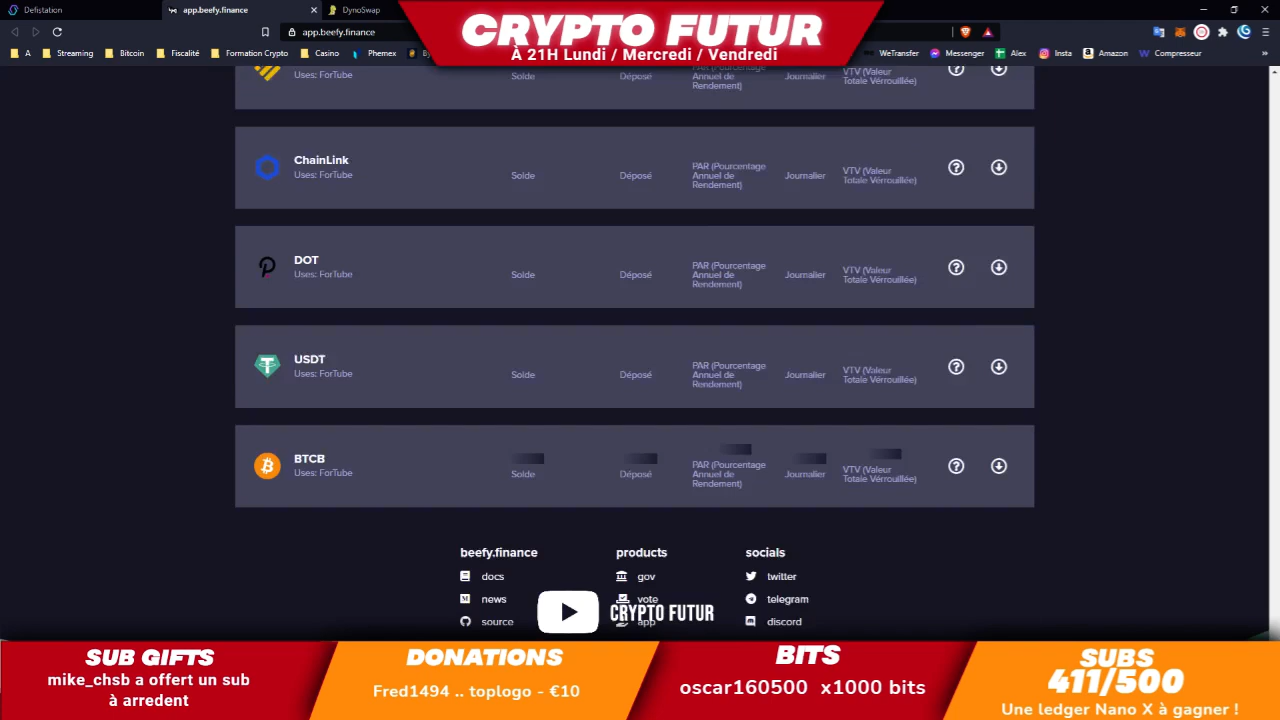 Defistation
app.beefy.finance
DynoSwap
app.beefy.finance
A
Streaming
Bitcoin
Fiscalité
Formation Crypto
Casino
Phemex
WeTransfer
Messenger
Alex
Insta
Amazon
Compresseur
CRYPTO FUTUR
À 21H Lundi / Mercredi / Vendredi
Uses: ForTube
Solde
Déposé
PAR (Pourcentage
Annuel de
Rendement)
Journalier
VTV (Valeur
Totale Vérrouillée)
ChainLink
Uses: ForTube
Solde
Déposé
PAR (Pourcentage
Annuel de
Rendement)
Journalier
VTV (Valeur
Totale Vérrouillée)
DOT
Uses: ForTube
Solde
Déposé
PAR (Pourcentage
Annuel de
Rendement)
Journalier
VTV (Valeur
Totale Vérrouillée)
USDT
Uses: ForTube
Solde
Déposé
PAR (Pourcentage
Annuel de
Rendement)
Journalier
VTV (Valeur
Totale Vérrouillée)
BTCB
Uses: ForTube
Solde
Déposé
PAR (Pourcentage
Annuel de
Rendement)
Journalier
VTV (Valeur
Totale Vérrouillée)
beefy.finance
docs
news
source
products
gov
vote
app
socials
twitter
telegram
discord
CRYPTO FUTUR
SUB GIFTS
mike_chsb a offert un sub
à arredent
DONATIONS
Fred1494 .. toplogo - €10
BITS
oscar160500 x1000 bits
SUBS
411/500
Une ledger Nano X à gagner !